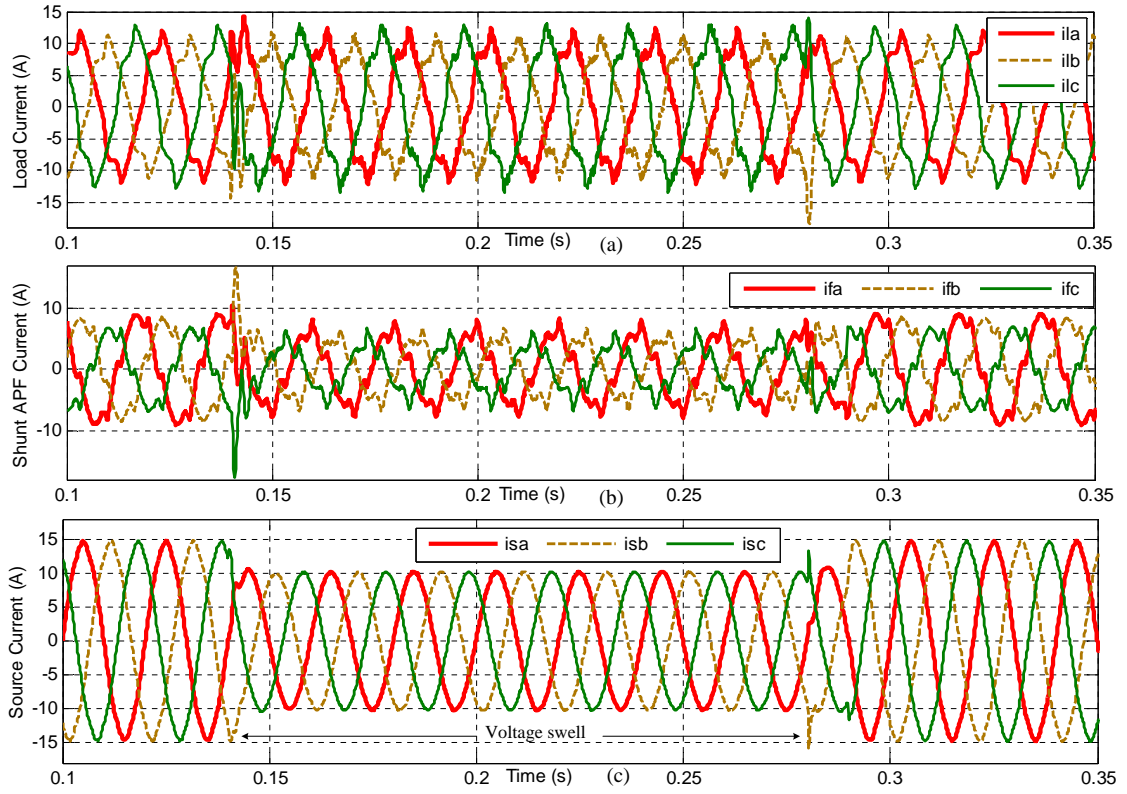 15
10
5
0
-5
-10
-15
Load Current (A)
ila
ilb
ilc
0.1 0.15 0.2 0.25 0.3 0.35
Time (s)
(a)
10
0
-10
Shunt APF Current (A)
ifa ifb ifc
0.1 0.15 0.2 0.25 0.3 0.35
Time (s)
(b)
15
10
5
0
-5
-10
-15
Source Current (A)
isa isb isc
Voltage swell
0.1 0.15 0.2 0.25 0.3 0.35
Time (s)
(c)